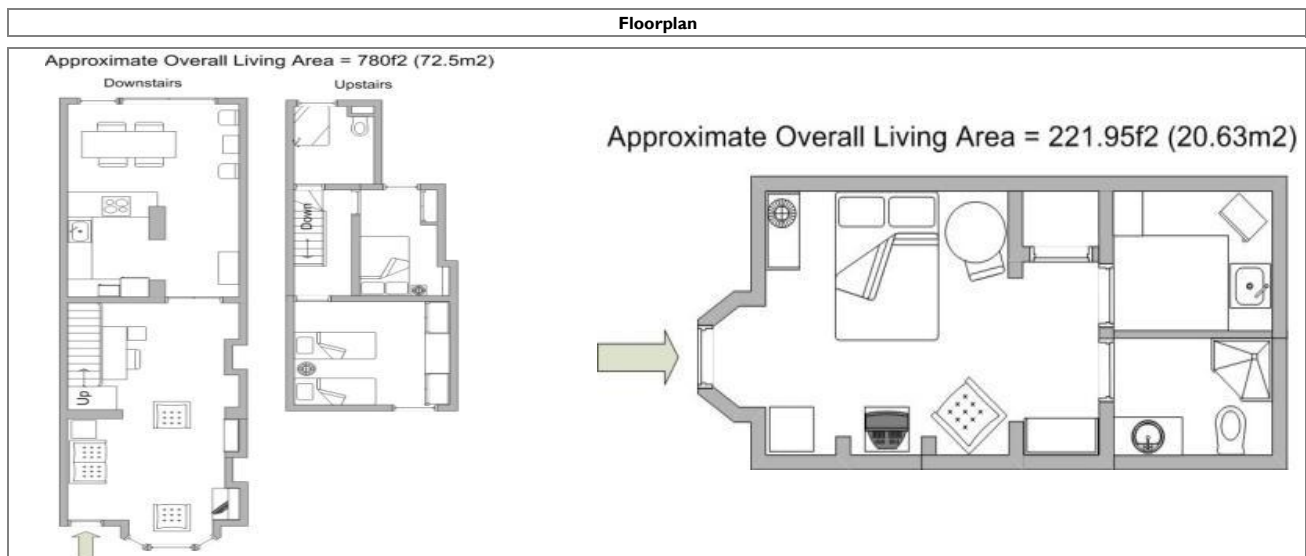 Floorplan
Approximate Overall Living Area = 780f2 (72.5m2)
Downstairs
Upstairs
Down
Up
Approximate Overall Living Area = 221.95f2 (20.63m2)